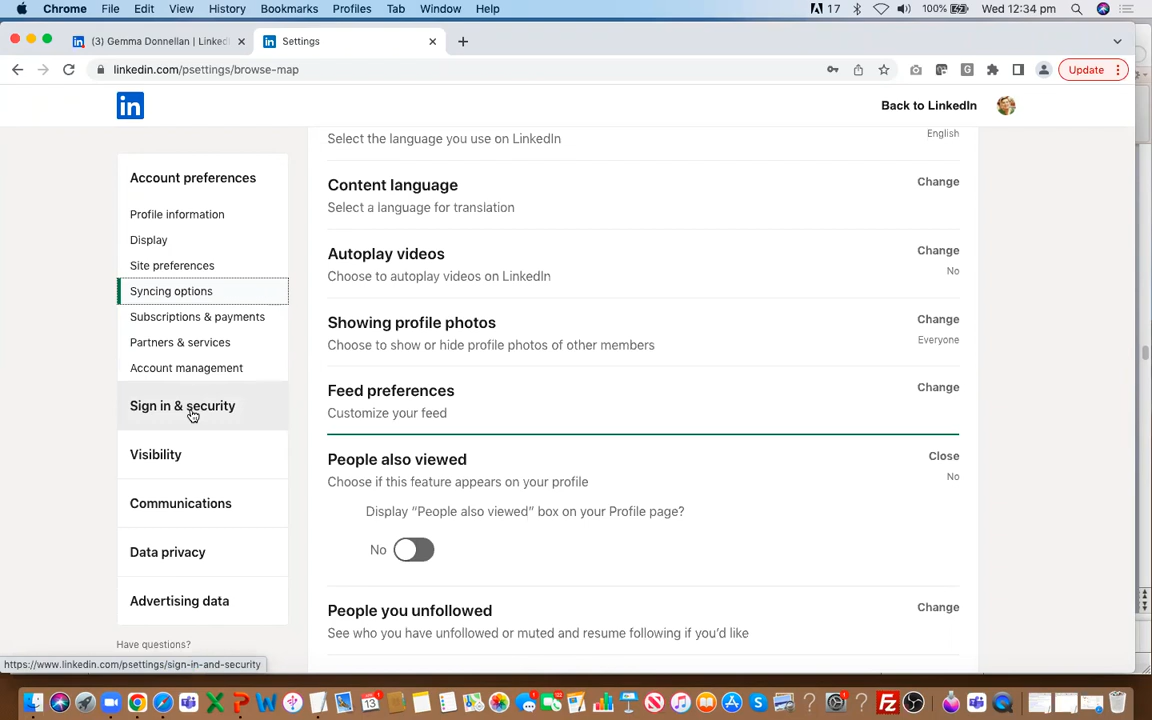 Chrome File Edit View History Bookmarks Profiles Tab Window Help 17 100% Wed 12:34 pm
(3) Gemma Donnellan | Linked Settings
linkedin.com/psettings/browse-map Update
in Back to LinkedIn
Select the language you use on LinkedIn English
Account preferences
Profile information
Display
Site preferences
Syncing options
Subscriptions & payments
Partners & services
Account management
Sign in & security
Visibility
Communications
Data privacy
Advertising data
Have questions?
Content language Change
Select a language for translation
Autoplay videos Change
Choose to autoplay videos on LinkedIn No
Showing profile photos Change
Choose to show or hide profile photos of other members Everyone
Feed preferences Change
Customize your feed
People also viewed Close
Choose if this feature appears on your profile No
Display “People also viewed” box on your Profile page?
No
People you unfollowed Change
See who you have unfollowed or muted and resume following if you’d like
https://www.linkedin.com/psettings/sign-in-and-security